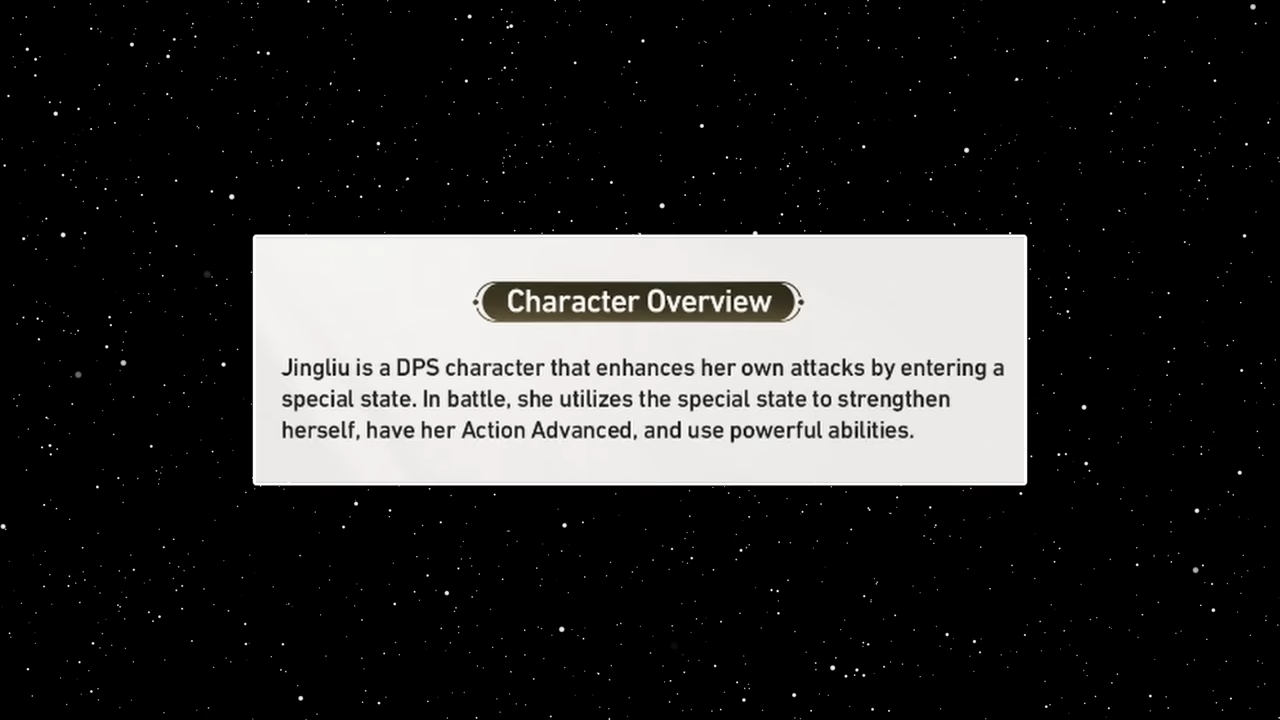 Character Overview
Jingliu is a DPS character that enhances her own attacks by entering a
special state. In battle, she utilizes the special state to strengthen
herself, have her Action Advanced, and use powerful abilities.